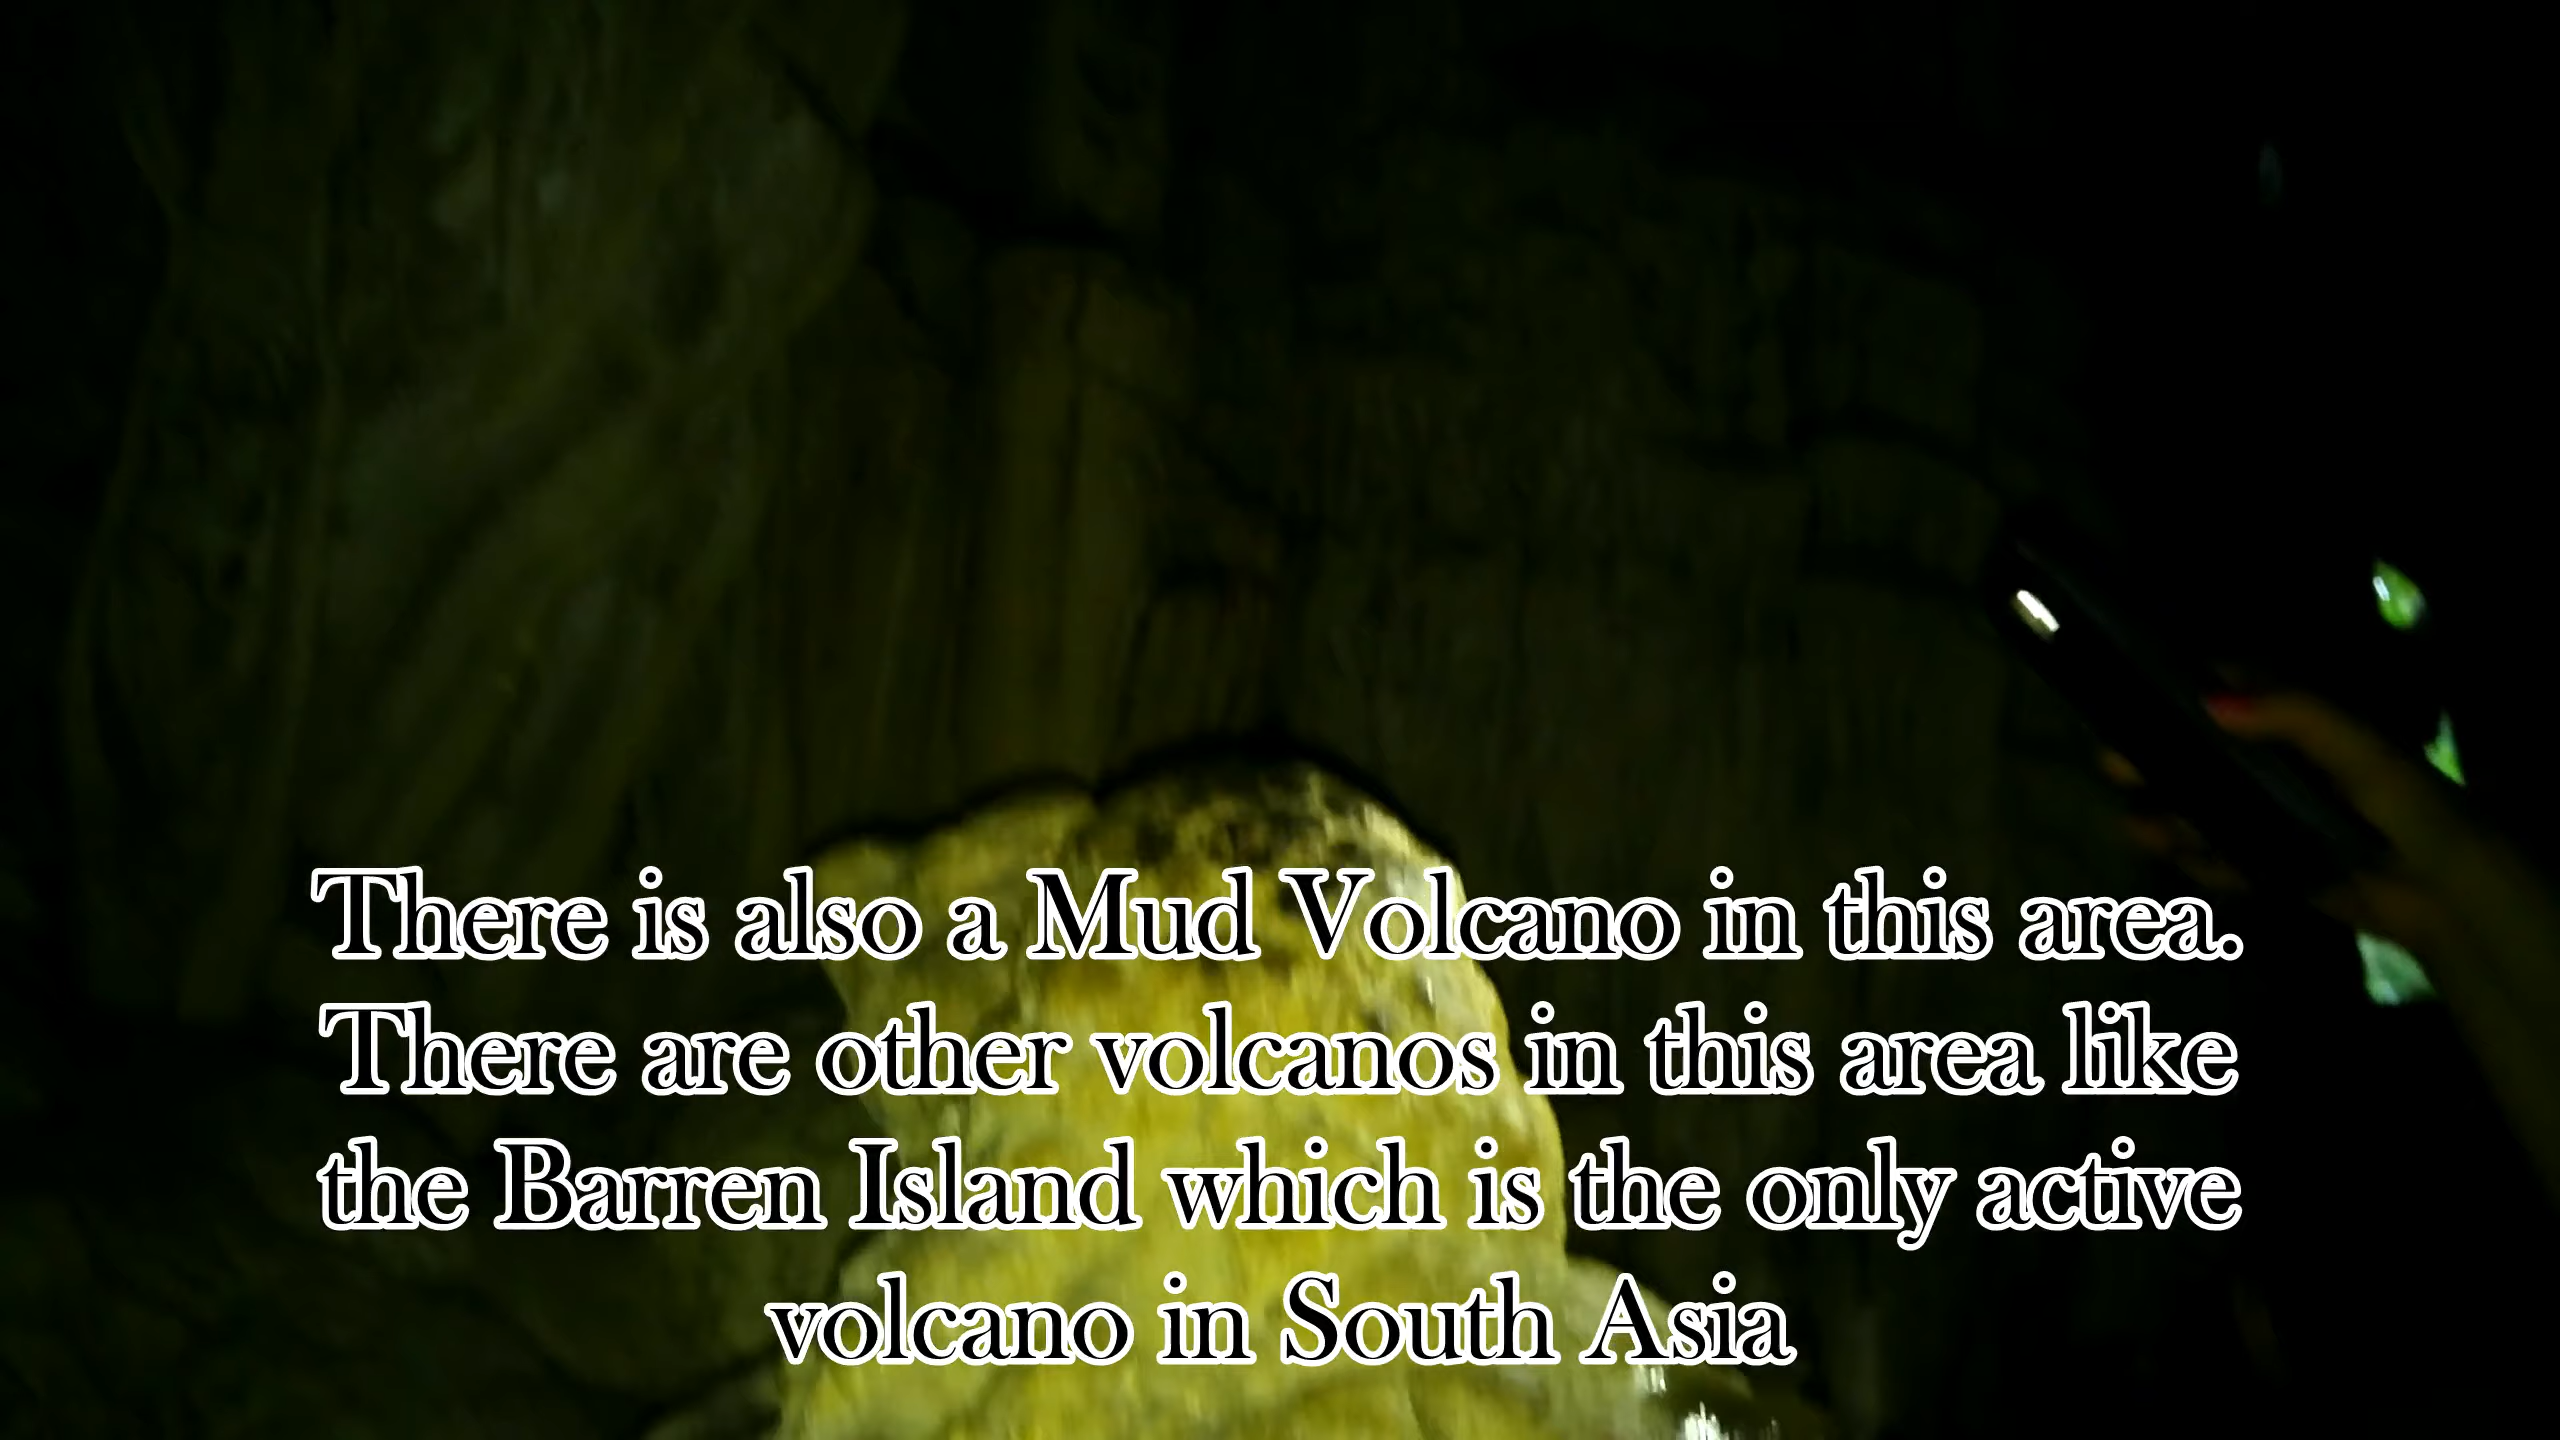 There is also a Mud Volcano in this area.
There are other volcanos in this area like
the Barren Island which is the only active
volcano in South Asia